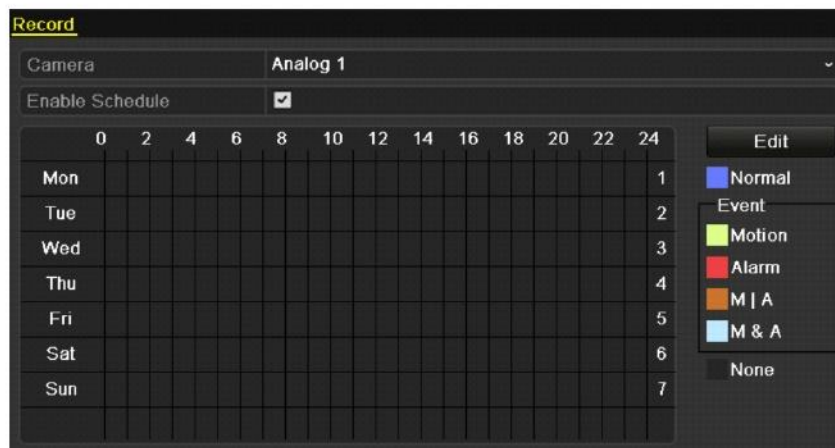 Record
Camera Analog 1
Enable Schedule
0 2 4 6 8 10 12 14 16 18 20 22 24
Edit
Mon 1
Normal
Tue 2
Event
Motion
Wed 3
Alarm
Thu 4
M | A
Fri 5
M & A
Sat 6
None
Sun 7